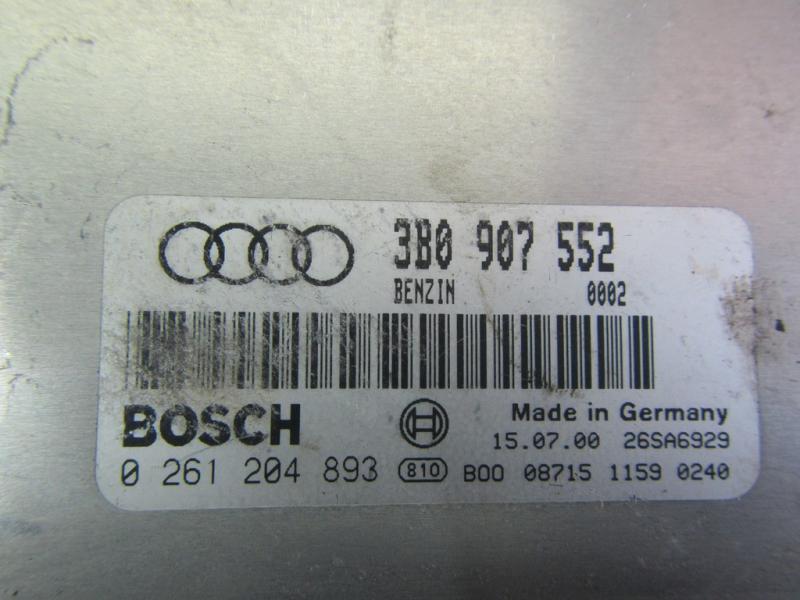 3B0 907 552
BENZIN 0002
BOSCH
Made in Germany
15.07.00 26SA6929
0 261 204 893 810 B00 08715 1159 0240